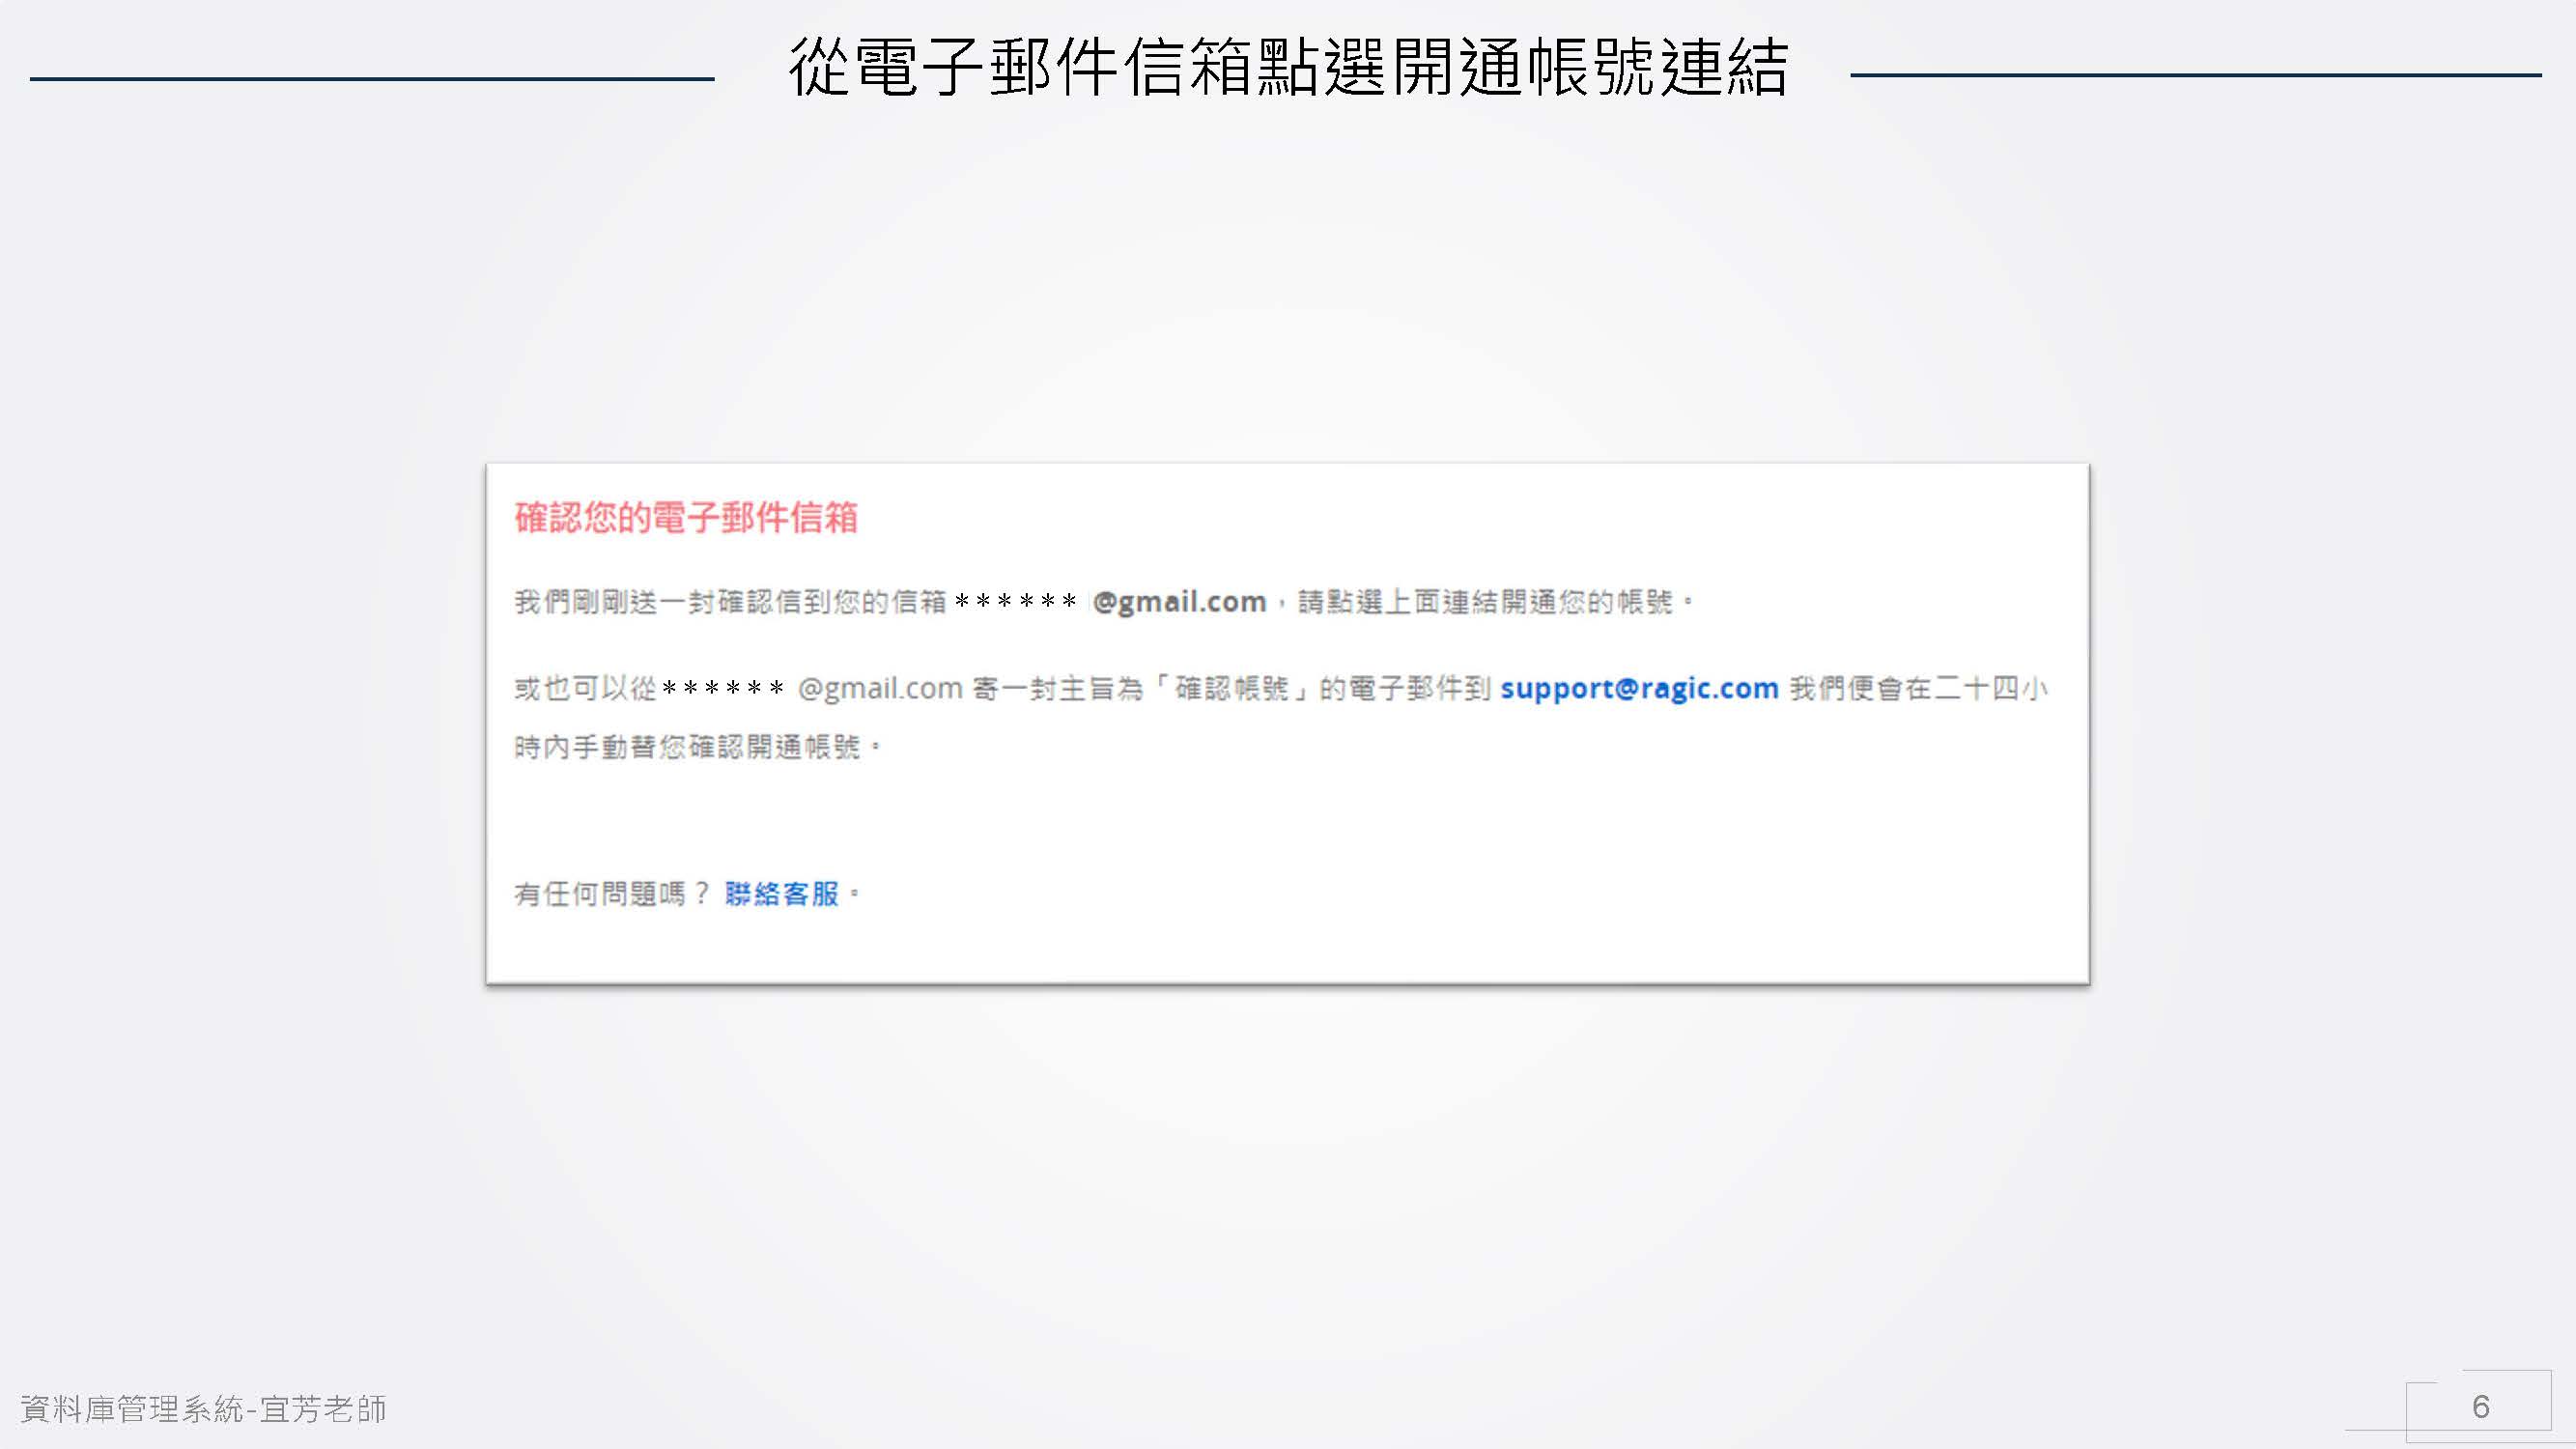 從電子郵件信箱點選開通帳號連結
確認您的電子郵件信箱
我們剛剛送一封確認信到您的信箱 ****** @gmail.com，請點選上面連結開通您的帳號。
或也可以從 ****** @gmail.com 寄一封主旨為「確認帳號」的電子郵件到 support@ragic.com 我們便會在二十四小
時內手動替您確認開通帳號。
有任何問題嗎？ 聯絡客服。
資料庫管理系統-宜芳老師
6